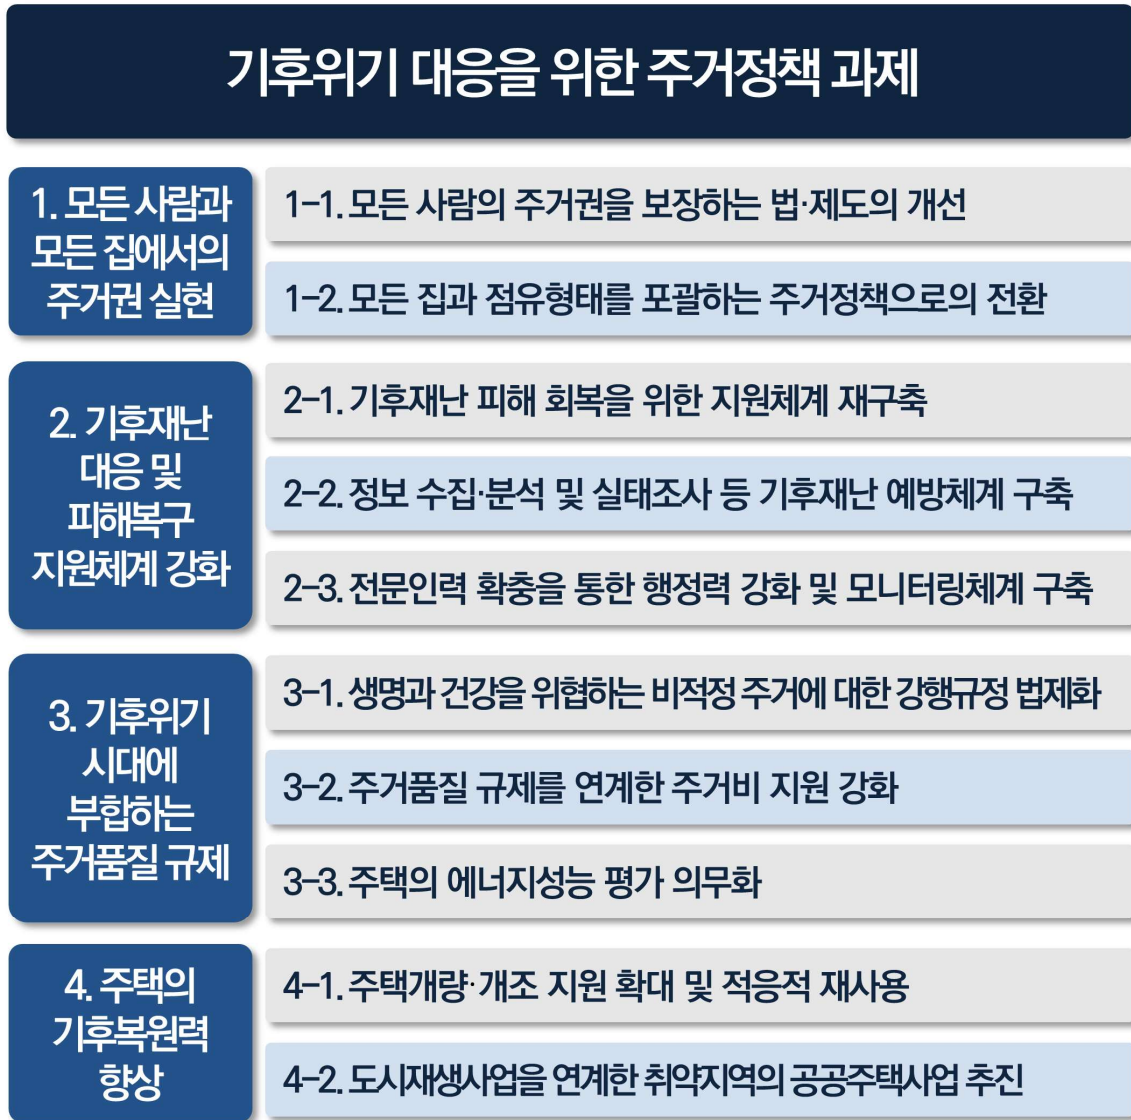 기후위기 대응을 위한 주거정책 과제
1. 모든 사람과
모든 집에서의
주거권 실현
1-1. 모든 사람의 주거권을 보장하는 법·제도의 개선
1-2. 모든 집과 점유형태를 포괄하는 주거정책으로의 전환
2. 기후재난
대응 및
피해복구
지원체계 강화
2-1. 기후재난 피해 회복을 위한 지원체계 재구축
2-2. 정보 수집·분석 및 실태조사 등 기후재난 예방체계 구축
2-3. 전문인력 확충을 통한 행정력 강화 및 모니터링체계 구축
3. 기후위기
시대에
부합하는
주거품질 규제
3-1. 생명과 건강을 위협하는 비적정 주거에 대한 강행규정 법제화
3-2. 주거품질 규제를 연계한 주거비 지원 강화
3-3. 주택의 에너지성능 평가 의무화
4. 주택의
기후복원력
향상
4-1. 주택개량·개조 지원 확대 및 적응적 재사용
4-2. 도시재생사업을 연계한 취약지역의 공공주택사업 추진